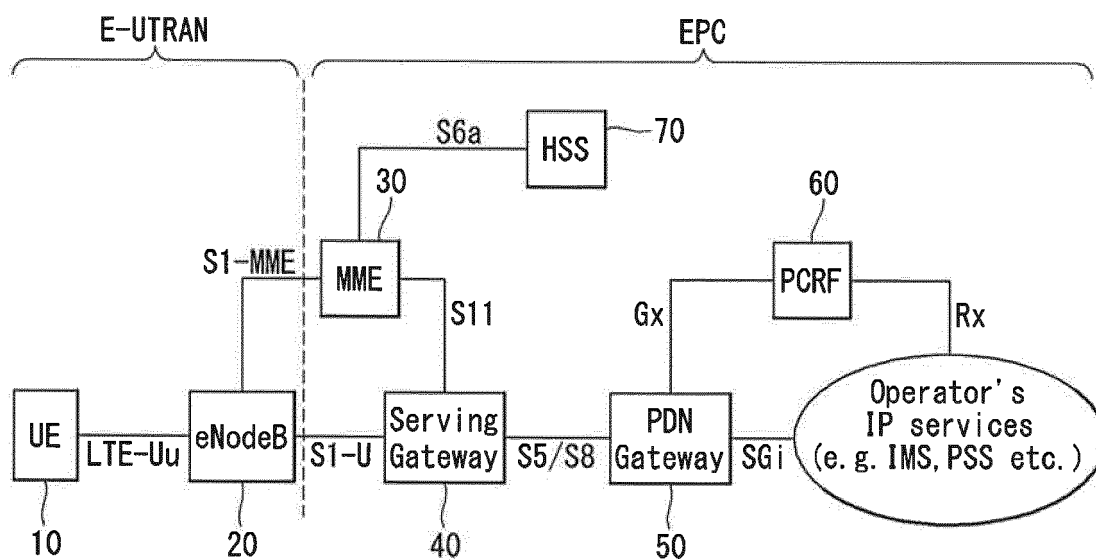 E-UTRAN
EPC
S6a
HSS
70
30
60
S1-MME
MME
PCRF
S11
Gx
Rx
UE
LTE-Uu
eNodeB
S1-U
Serving
Gateway
S5/S8
PDN
Gateway
SGi
Operator's
IP services
(e.g. IMS, PSS etc.)
10
20
40
50